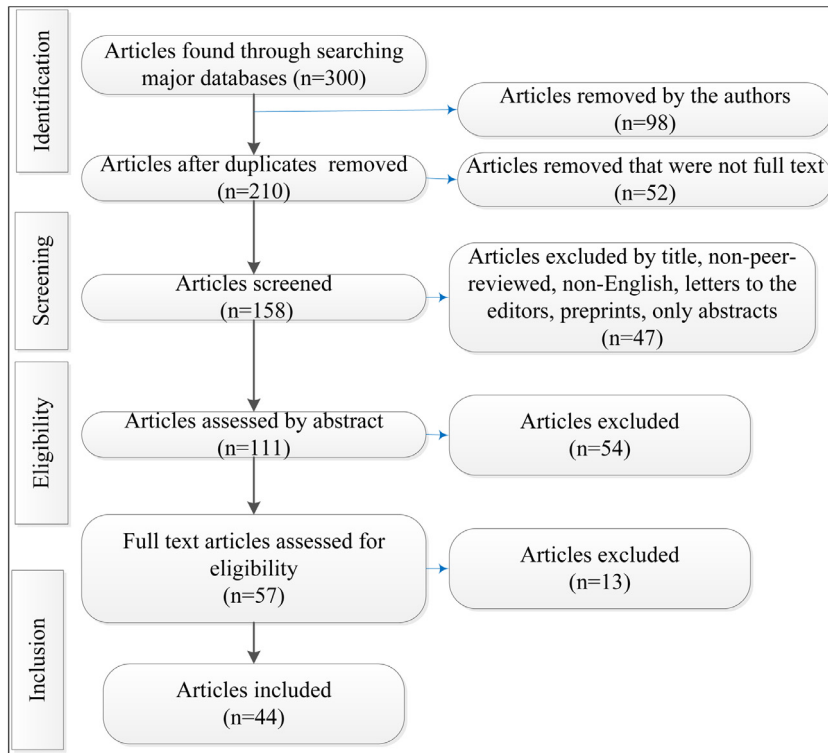 Identification
Articles found through searching
major databases (n=300)
Articles removed by the authors
(n=98)
Articles after duplicates removed
(n=210)
Articles removed that were not full text
(n=52)
Screening
Articles screened
(n=158)
Articles excluded by title, non-peer-
reviewed, non-English, letters to the
editors, preprints, only abstracts
(n=47)
Eligibility
Articles assessed by abstract
(n=111)
Articles excluded
(n=54)
Full text articles assessed for
eligibility
(n=57)
Articles excluded
(n=13)
Inclusion
Articles included
(n=44)